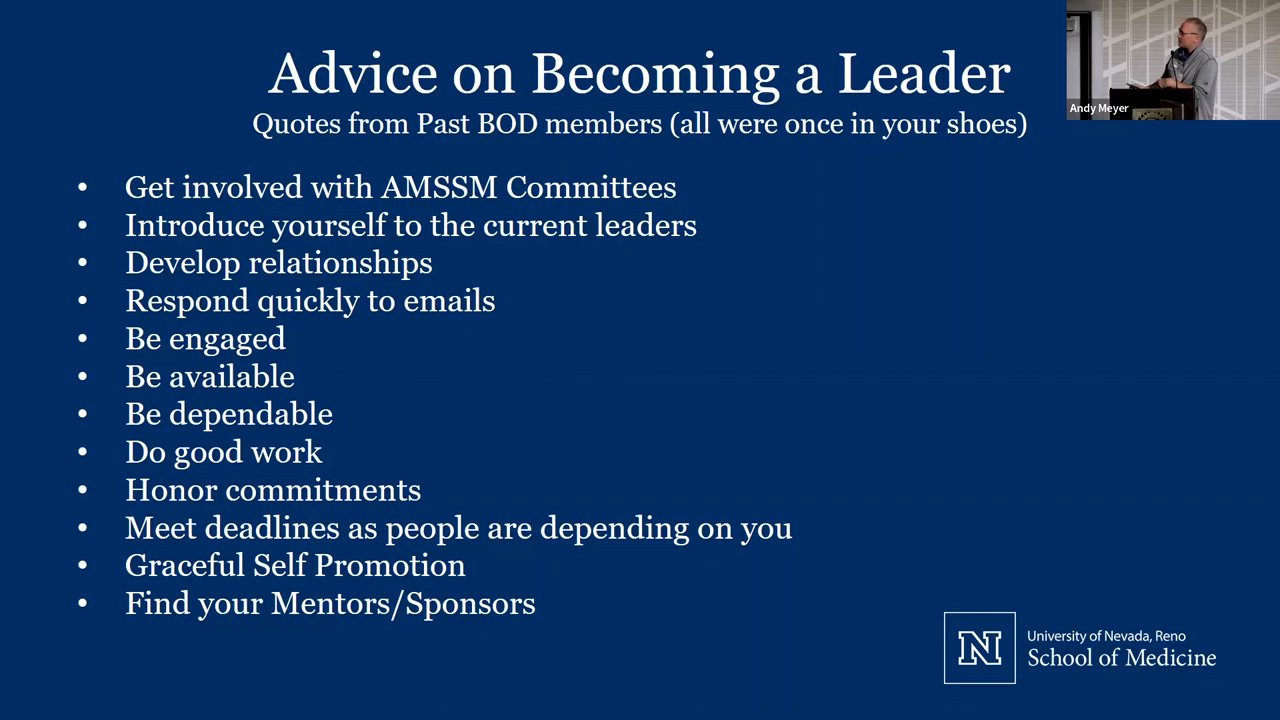 Advice on Becoming a Leader
Quotes from Past BOD members (all were once in your shoes)
• Get involved with AMSSM Committees
• Introduce yourself to the current leaders
• Develop relationships
• Respond quickly to emails
• Be engaged
• Be available
• Be dependable
• Do good work
• Honor commitments
• Meet deadlines as people are depending on you
• Graceful Self Promotion
• Find your Mentors/Sponsors
Andy Meyer
N
University of Nevada, Reno
School of Medicine